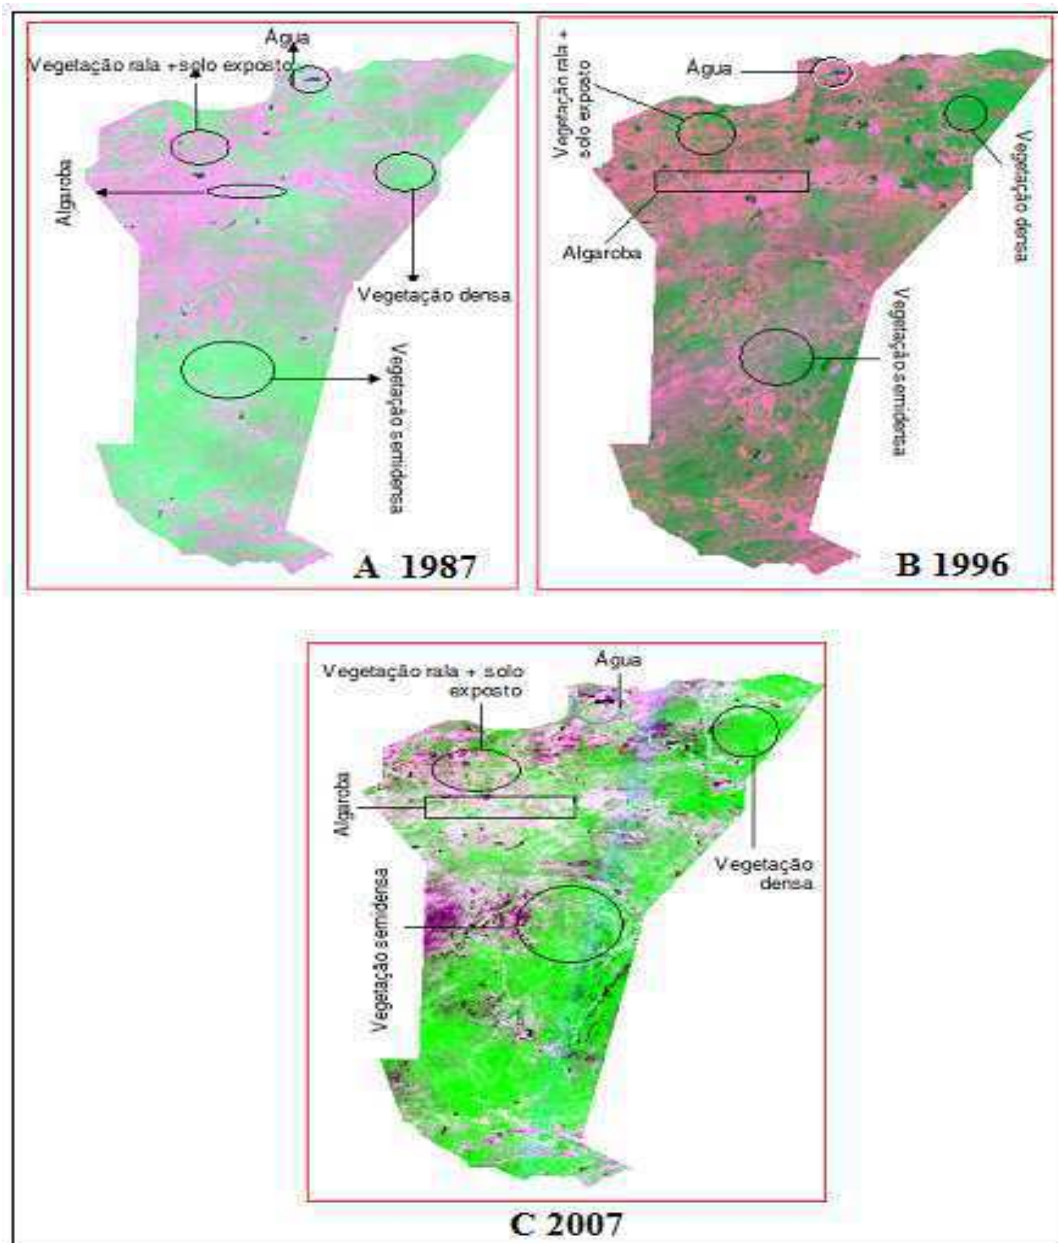 Água
Vegetação rala +solo exposto
Algaroba
Vegetação densa
Vegetação semidensa
A 1987
Água
Vegetação rala +
solo exposto
Algaroba
Vegetação densa
Vegetação semidensa
B 1996
Água
Vegetação rala + solo
exposto
Algaroba
Vegetação semidensa
Vegetação
densa
C 2007